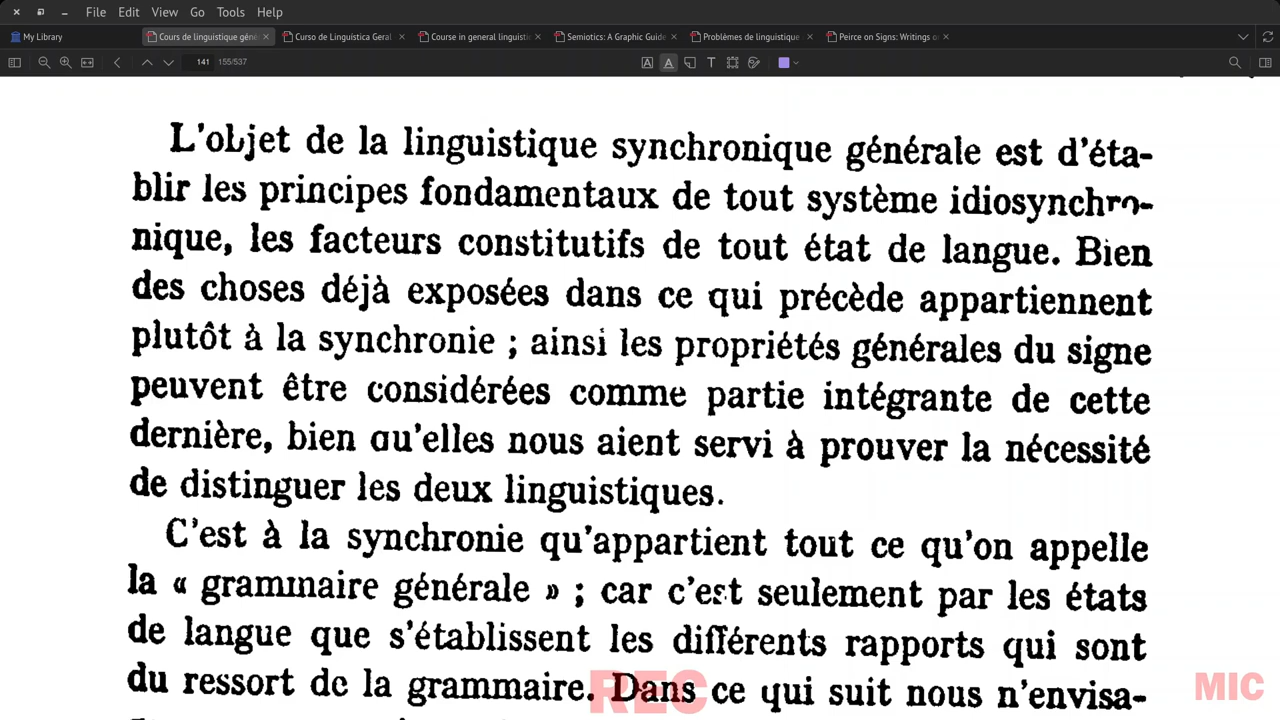 File Edit View Go Tools Help
My Library
Cours de linguistique géné
Curso de Linguística Geral
Course in general linguisti
Semiotics: A Graphic Guide
Problèmes de linguistique
Peirce on Signs: Writings o
141 155/537
L'objet de la linguistique synchronique générale est d'éta-
blir les principes fondamentaux de tout système idiosynchro-
nique, les facteurs constitutifs de tout état de langue. Bien
des choses déjà exposées dans ce qui précède appartiennent
plutôt à la synchronie ; ainsi les propriétés générales du signe
peuvent être considérées comme partie intégrante de cette
dernière, bien qu'elles nous aient servi à prouver la nécessité
de distinguer les deux linguistiques.
C'est à la synchronie qu'appartient tout ce qu'on appelle
la « grammaire générale » ; car c'est seulement par les états
de langue que s'établissent les différents rapports qui sont
du ressort de la grammaire. Dans ce qui suit nous n'envisa-
REC
MIC